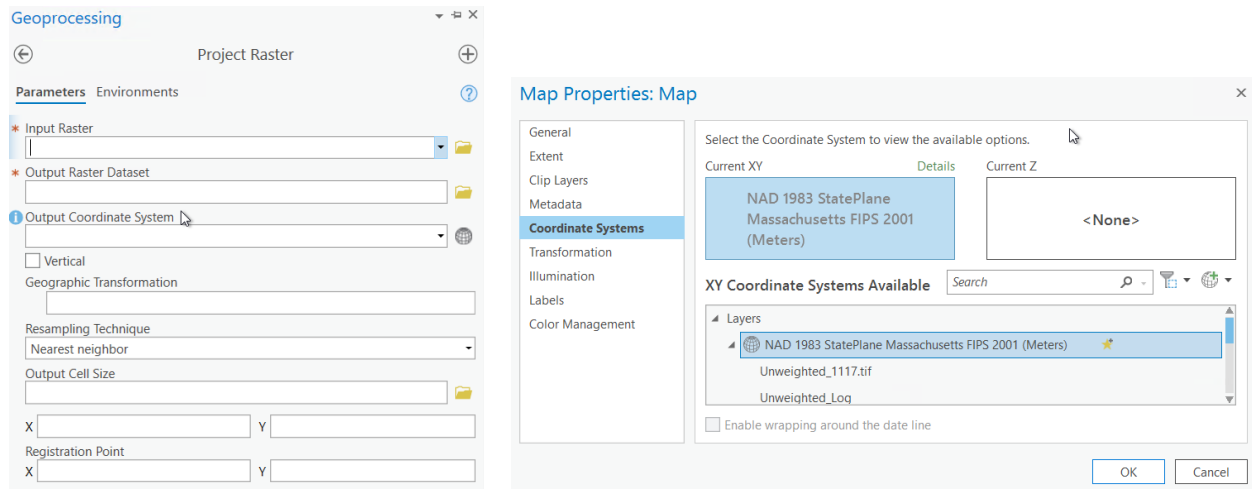 Geoprocessing
Project Raster
Parameters Environments
* Input Raster
* Output Raster Dataset
Output Coordinate System
Vertical
Geographic Transformation
Resampling Technique
Nearest neighbor
Output Cell Size
X Y
Registration Point
X Y
Map Properties: Map
General
Extent
Clip Layers
Metadata
Coordinate Systems
Transformation
Illumination
Labels
Color Management
Select the Coordinate System to view the available options.
Current XY Details Current Z
NAD 1983 StatePlane
Massachusetts FIPS 2001
(Meters)
<None>
XY Coordinate Systems Available Search
Layers
NAD 1983 StatePlane Massachusetts FIPS 2001 (Meters)
Unweighted_1117.tif
Unweighted_Log
Enable wrapping around the date line
OK Cancel